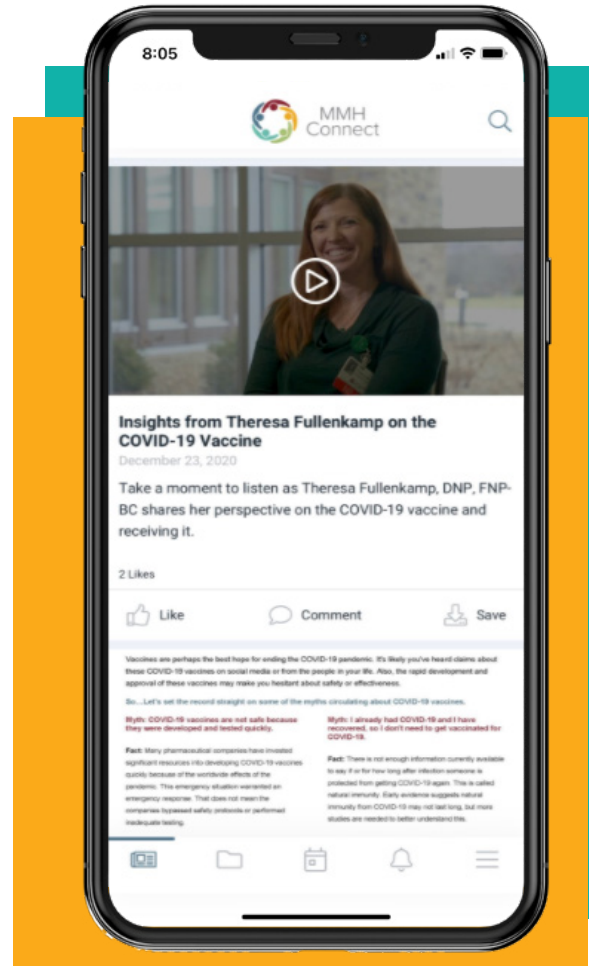 8:05
MMH
Connect
Insights from Theresa Fullenkamp on the
COVID-19 Vaccine
December 23, 2020
Take a moment to listen as Theresa Fullenkamp, DNP, FNP-
BC shares her perspective on the COVID-19 vaccine and
receiving it.
2 Likes
Like
Comment
Save
Vaccines are perhaps the best hope for ending the COVID-19 pandemic. It's likely you've heard claims about
these COVID-19 vaccines on social media or from the people in your life. Also, the rapid development and
approval of these vaccines may make you hesitant about safety or effectiveness.
So...Let's set the record straight on some of the myths circulating about COVID-19 vaccines.
Myth: COVID-19 vaccines are not safe because
they were developed and tested quickly.
Fact: Many pharmaceutical companies have invested
significant resources into developing COVID-19 vaccines
quickly because of the worldwide effects of the
pandemic. This emergency situation warranted an
emergency response. That does not mean the
companies bypassed safety protocols or performed
inadequate testing.
Myth: I already had COVID-19 and I have
recovered, so I don't need to get vaccinated for
COVID-19.
Fact: There is not enough information currently available
to say if or for how long after infection someone is
protected from getting COVID-19 again. This is called
natural immunity. Early evidence suggests natural
immunity from COVID-19 may not last long, but more
studies are needed to better understand this.